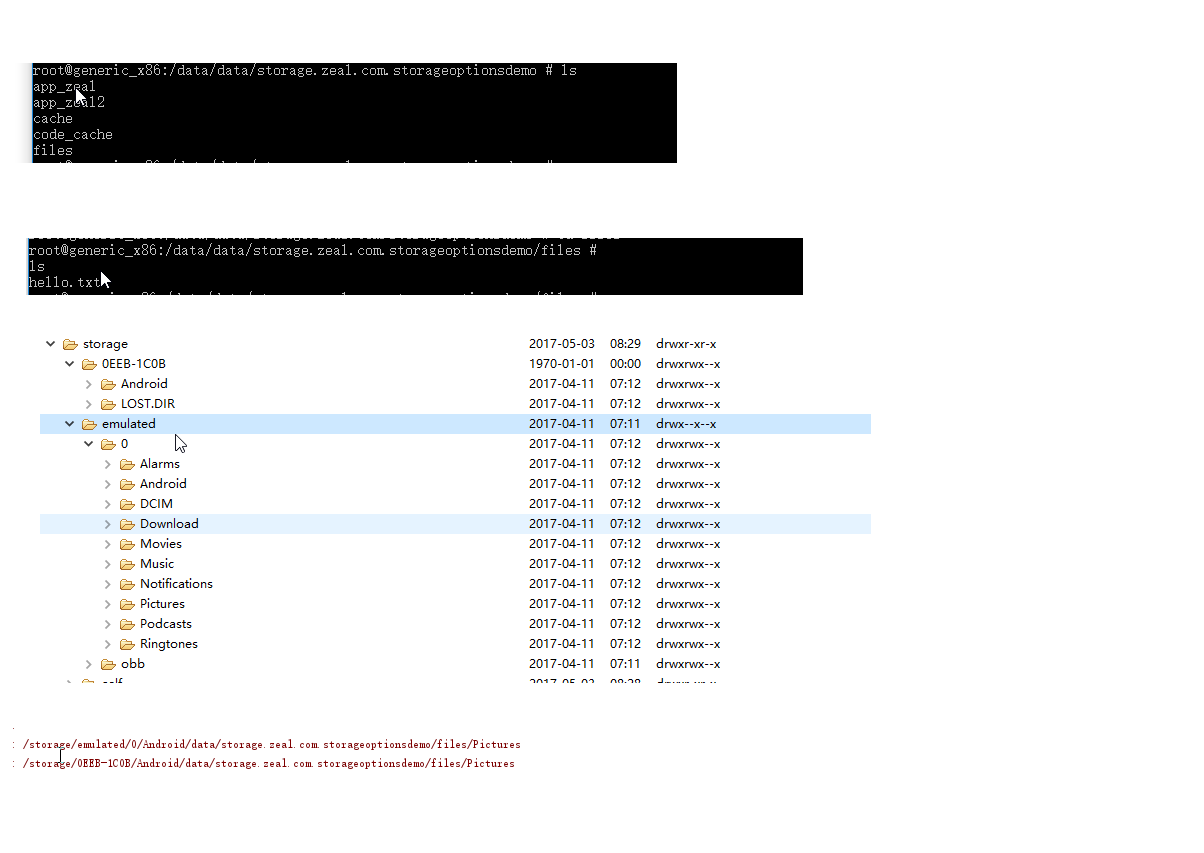 root@generic_x86:/data/data/storage.zeal.com.storageoptionsdemo # ls
app_zeal
app_zeal2
cache
code_cache
files
root@generic_x86:/data/data/storage.zeal.com.storageoptionsdemo/files #
ls
hello.txt
storage 2017-05-03 08:29 drwxr-xr-x
0EEB-1C0B 1970-01-01 00:00 drwxrwx--x
Android 2017-04-11 07:12 drwxrwx--x
LOST.DIR 2017-04-11 07:12 drwxrwx--x
emulated 2017-04-11 07:11 drwx--x--x
0 2017-04-11 07:12 drwxrwx--x
Alarms 2017-04-11 07:12 drwxrwx--x
Android 2017-04-11 07:12 drwxrwx--x
DCIM 2017-04-11 07:12 drwxrwx--x
Download 2017-04-11 07:12 drwxrwx--x
Movies 2017-04-11 07:12 drwxrwx--x
Music 2017-04-11 07:12 drwxrwx--x
Notifications 2017-04-11 07:12 drwxrwx--x
Pictures 2017-04-11 07:12 drwxrwx--x
Podcasts 2017-04-11 07:12 drwxrwx--x
Ringtones 2017-04-11 07:12 drwxrwx--x
obb 2017-04-11 07:11 drwxrwx--x
: /storage/emulated/0/Android/data/storage.zeal.com.storageoptionsdemo/files/Pictures
: /storage/0EEB-1C0B/Android/data/storage.zeal.com.storageoptionsdemo/files/Pictures